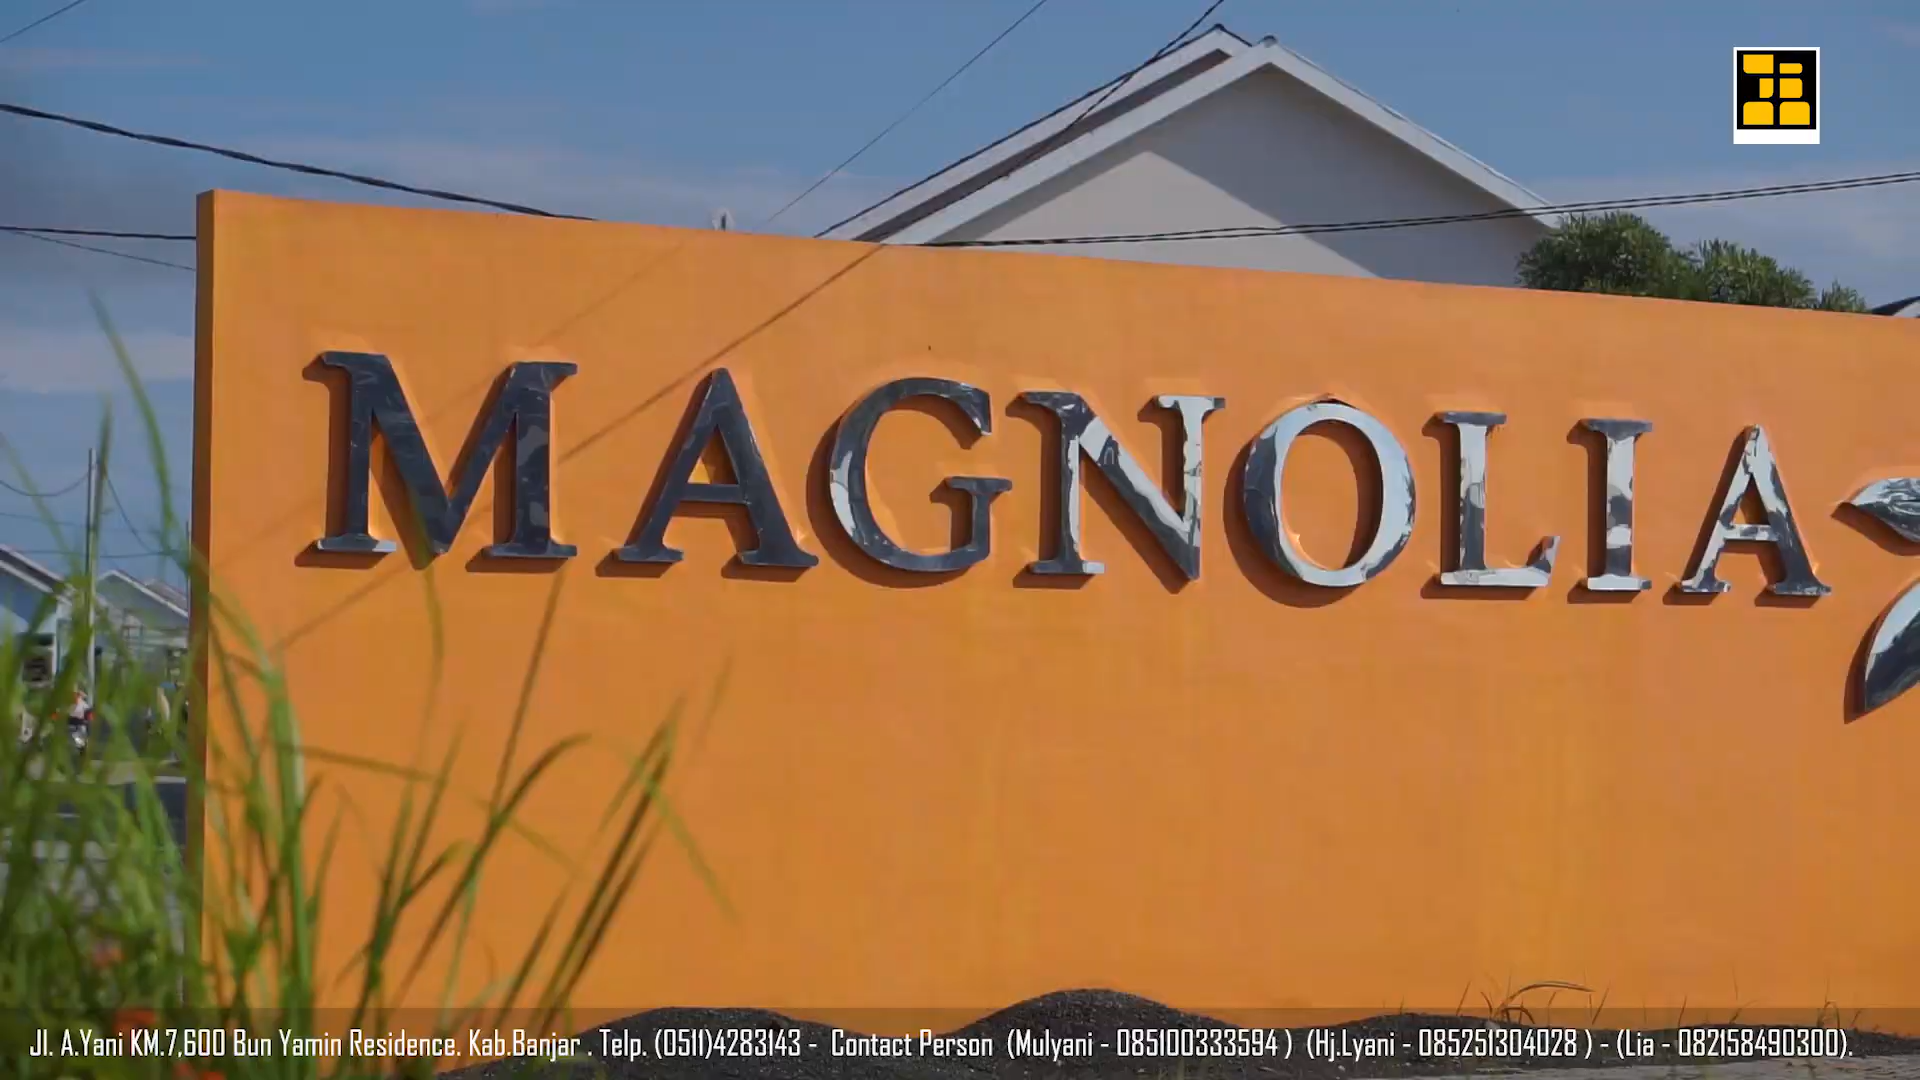 MAGNOLIA
Jl. A.Yani KM.7,600 Bun Yamin Residence. Kab.Banjar . Telp. (0511)4283143 - Contact Person (Mulyani - 085100333594 ) (Hj.Lyani - 085251304028 ) - (Lia - 082158490300).